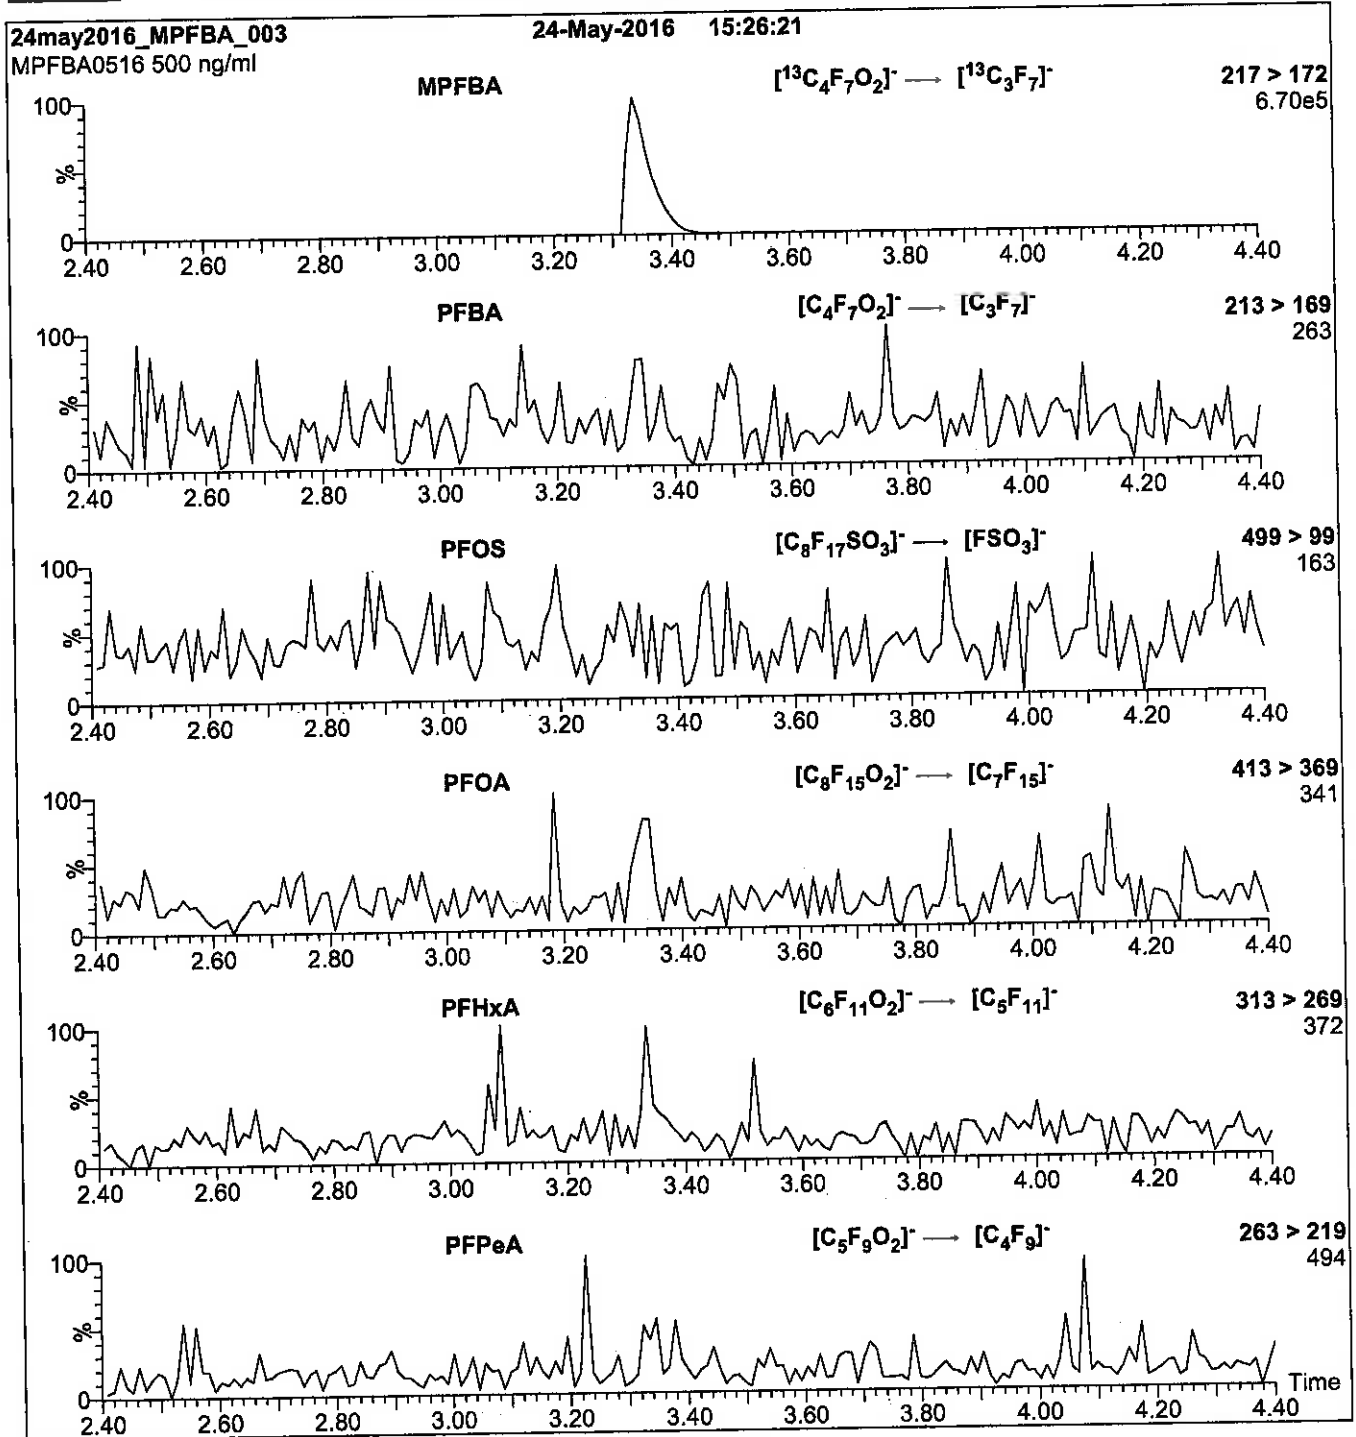 24may2016_MPFBA_003 24-May-2016 15:26:21
MPFBA0516 500 ng/ml
MPFBA [¹³C₄F₇O₂]⁻ → [¹³C₃F₇]⁻ 217 > 172
6.70e5
100
%
0
2.40 2.60 2.80 3.00 3.20 3.40 3.60 3.80 4.00 4.20 4.40
PFBA [C₄F₇O₂]⁻ → [C₃F₇]⁻ 213 > 169
263
100
%
0
2.40 2.60 2.80 3.00 3.20 3.40 3.60 3.80 4.00 4.20 4.40
PFOS [C₈F₁₇SO₃]⁻ → [FSO₃]⁻ 499 > 99
163
100
%
0
2.40 2.60 2.80 3.00 3.20 3.40 3.60 3.80 4.00 4.20 4.40
PFOA [C₈F₁₅O₂]⁻ → [C₇F₁₅]⁻ 413 > 369
341
100
%
0
2.40 2.60 2.80 3.00 3.20 3.40 3.60 3.80 4.00 4.20 4.40
PFHxA [C₆F₁₁O₂]⁻ → [C₅F₁₁]⁻ 313 > 269
372
100
%
0
2.40 2.60 2.80 3.00 3.20 3.40 3.60 3.80 4.00 4.20 4.40
PFPeA [C₅F₉O₂]⁻ → [C₄F₉]⁻ 263 > 219
494
100
%
0
Time
2.40 2.60 2.80 3.00 3.20 3.40 3.60 3.80 4.00 4.20 4.40